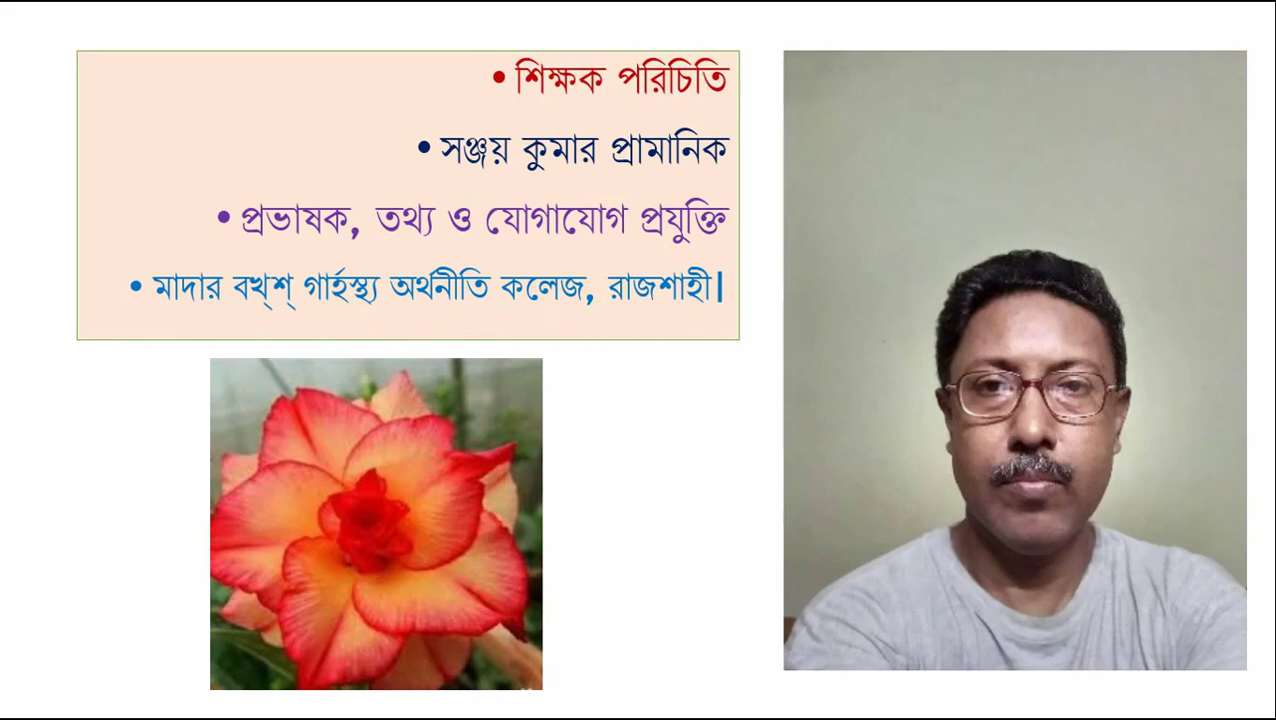 • শিক্ষক পরিচিতি
• সঞ্জয় কুমার প্রামানিক
• প্রভাষক, তথ্য ও যোগাযোগ প্রযুক্তি
• মাদার বখ্‌শ্ গার্হস্থ্য অর্থনীতি কলেজ, রাজশাহী।